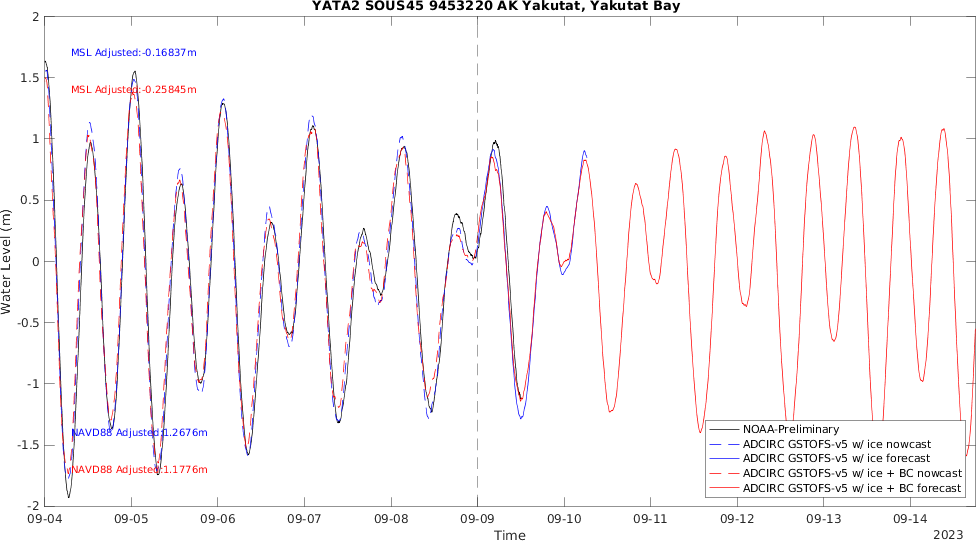 YATA2 SOUS45 9453220 AK Yakutat, Yakutat Bay
2
1.5
1
0.5
0
-0.5
-1
-1.5
-2
Water Level (m)
MSL Adjusted:-0.16837m
MSL Adjusted:-0.25845m
NAVD88 Adjusted:1.2676m
NAVD88 Adjusted:1.1776m
NOAA-Preliminary
ADCIRC GSTOFS-v5 w/ ice nowcast
ADCIRC GSTOFS-v5 w/ ice forecast
ADCIRC GSTOFS-v5 w/ ice + BC nowcast
ADCIRC GSTOFS-v5 w/ ice + BC forecast
09-04 09-05 09-06 09-07 09-08 09-09 09-10 09-11 09-12 09-13 09-14
Time
2023